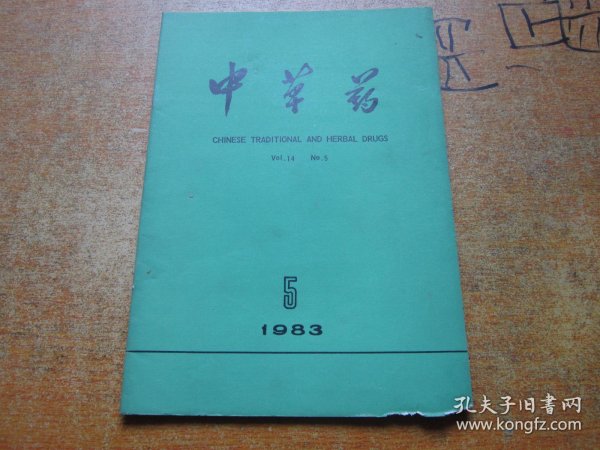 中草药
CHINESE TRADITIONAL AND HERBAL DRUGS
Vol.14 No.5
5
1983
孔夫子旧书网
www.kongfz.com